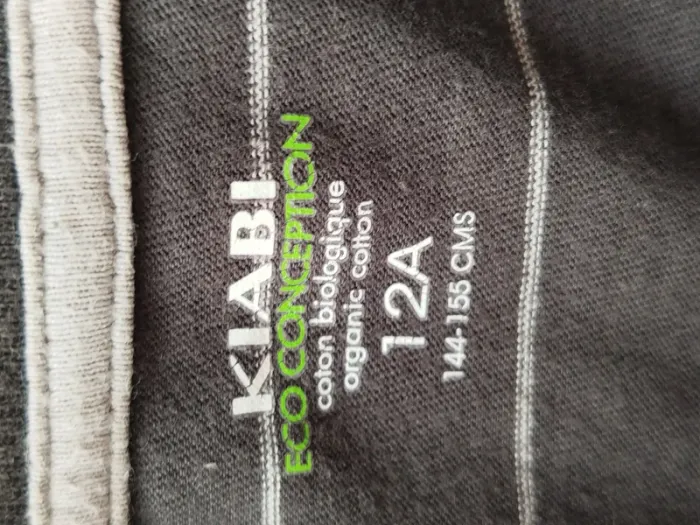 KIABI
ECO CONCEPTION
coton biologique
organic cotton
12A
144-155 CMS